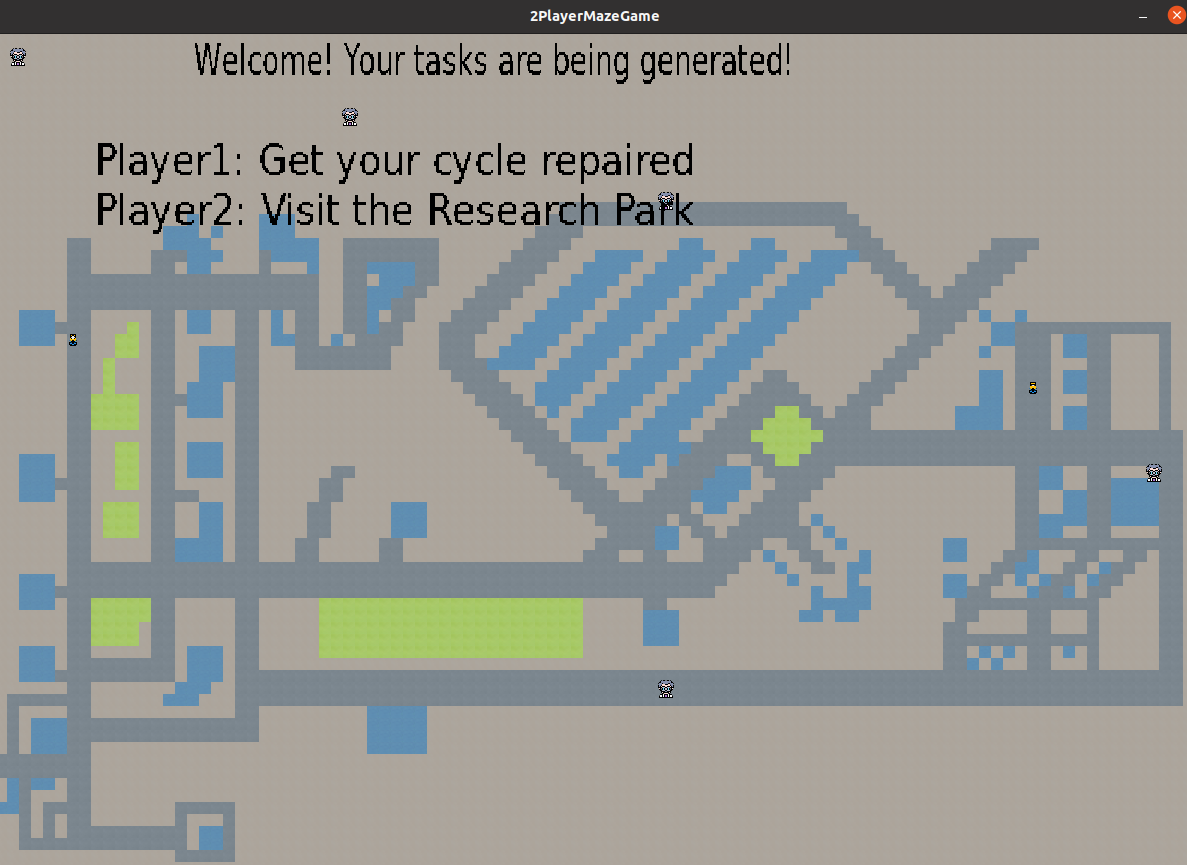 2PlayerMazeGame
Welcome! Your tasks are being generated!
Player1: Get your cycle repaired
Player2: Visit the Research Park